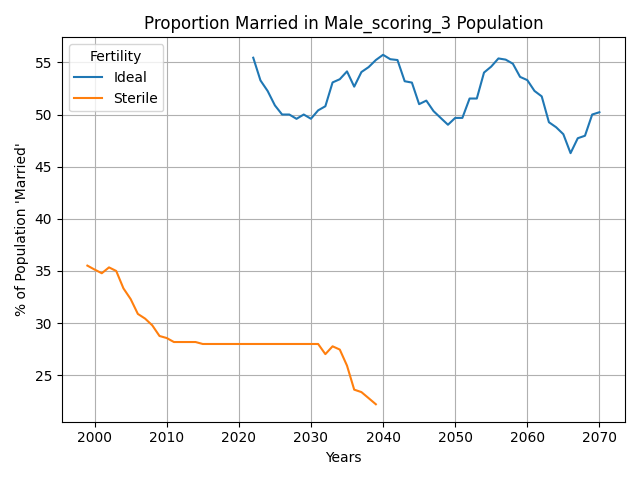 Proportion Married in Male_scoring_3 Population
Fertility
Ideal
Sterile
% of Population 'Married'
55
50
45
40
35
30
25
2000 2010 2020 2030 2040 2050 2060 2070
Years